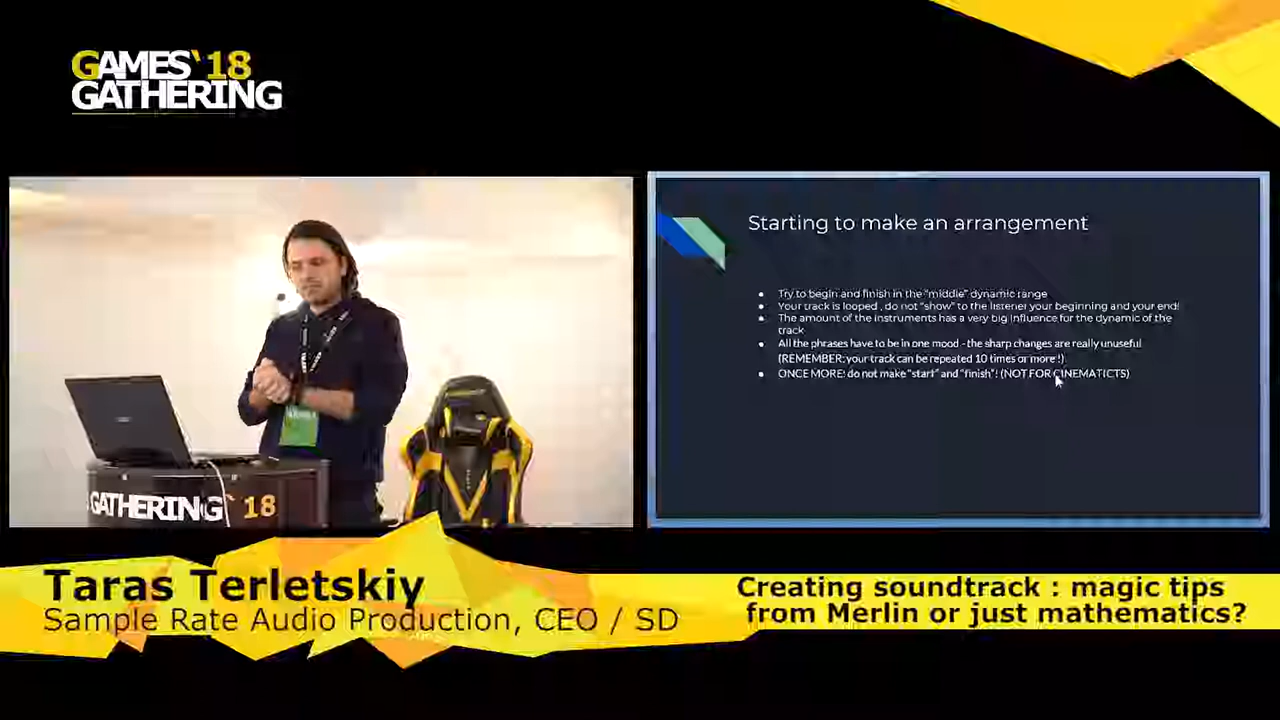 GAMES`18
GATHERING
Starting to make an arrangement
Try to begin and finish in the "middle" dynamic range
Your track is looped , do not "show" to the listener your beginning and your end!
The amount of the instruments has a very big influence for the dynamic of the
track
All the phrases have to be in one mood - the sharp changes are really unuseful
(REMEMBER: your track can be repeated 10 times or more!)
ONCE MORE! do not make "start" and "finish"! (NOT FOR CINEMATICTS)
GATHERING`18
Taras Terletskiy
Sample Rate Audio Production, CEO / SD
Creating soundtrack : magic tips
from Merlin or just mathematics?